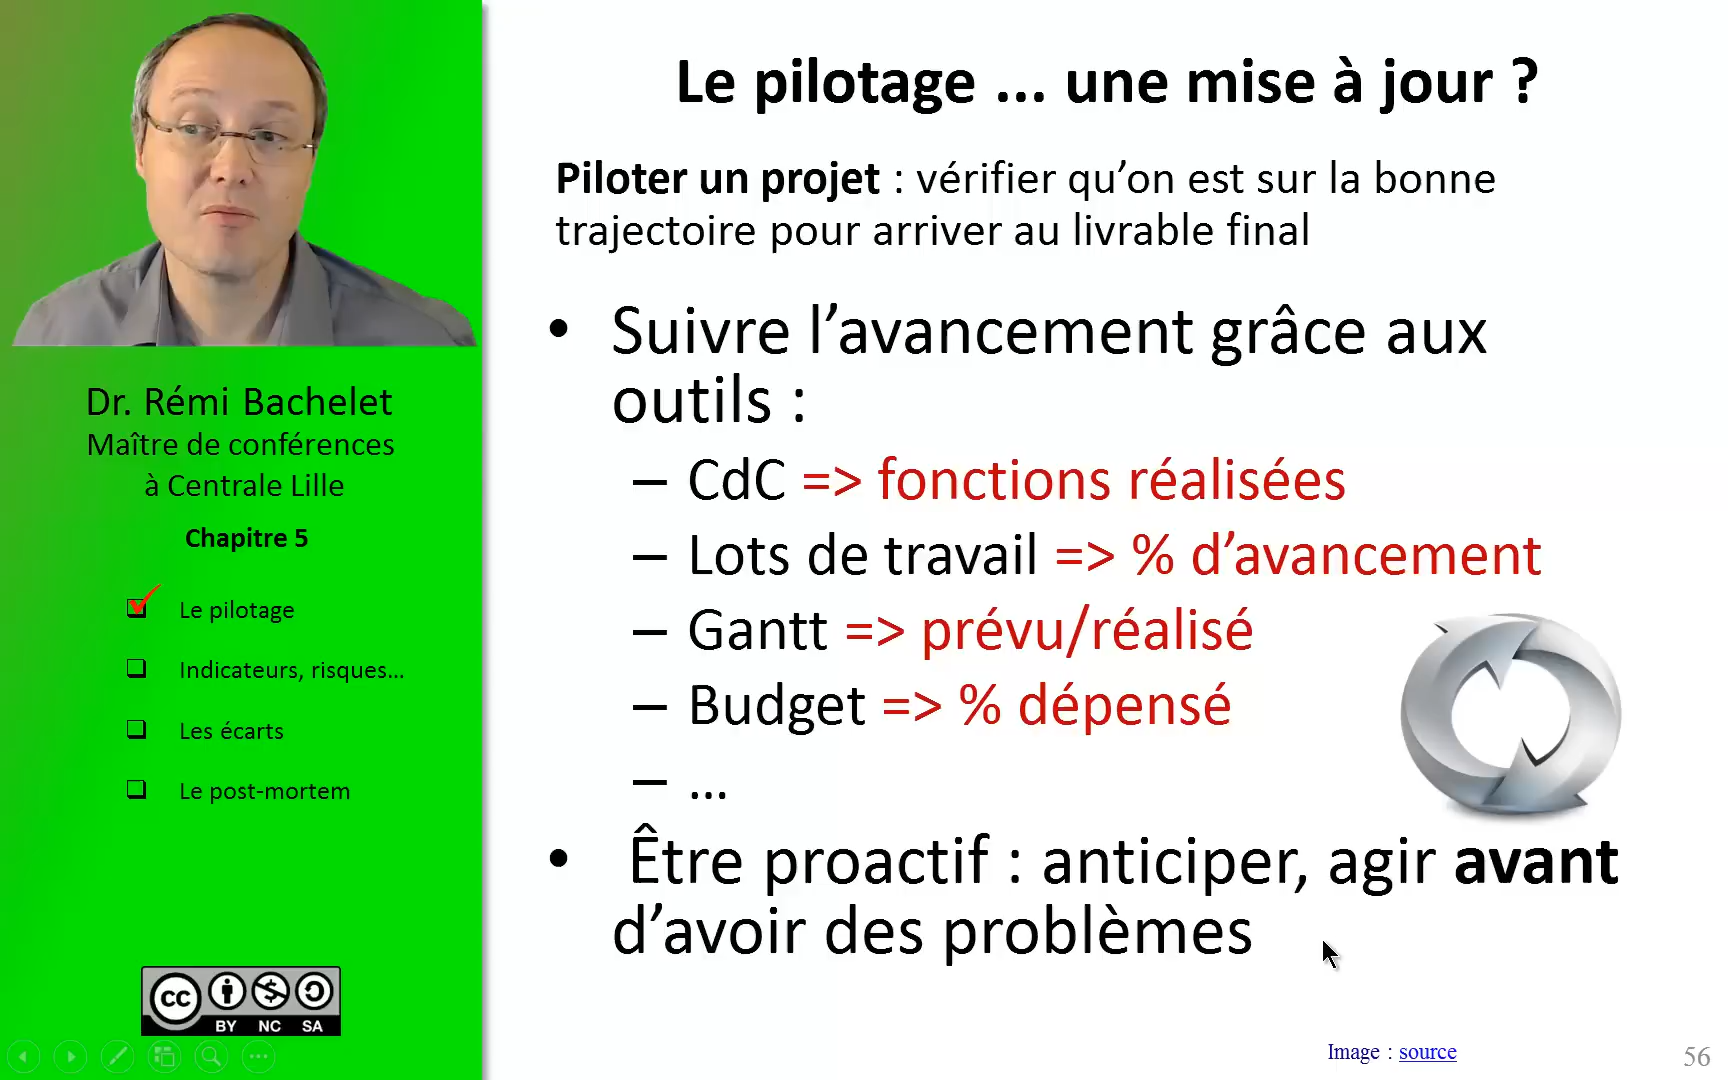 Le pilotage ... une mise à jour ?
Piloter un projet : vérifier qu’on est sur la bonne
trajectoire pour arriver au livrable final
• Suivre l’avancement grâce aux
outils :
– CdC => fonctions réalisées
– Lots de travail => % d’avancement
– Gantt => prévu/réalisé
– Budget => % dépensé
– ...
• Être proactif : anticiper, agir avant
d’avoir des problèmes
Dr. Rémi Bachelet
Maître de conférences
à Centrale Lille
Chapitre 5
Le pilotage
Indicateurs, risques...
Les écarts
Le post-mortem
cc BY NC SA
Image : source
56